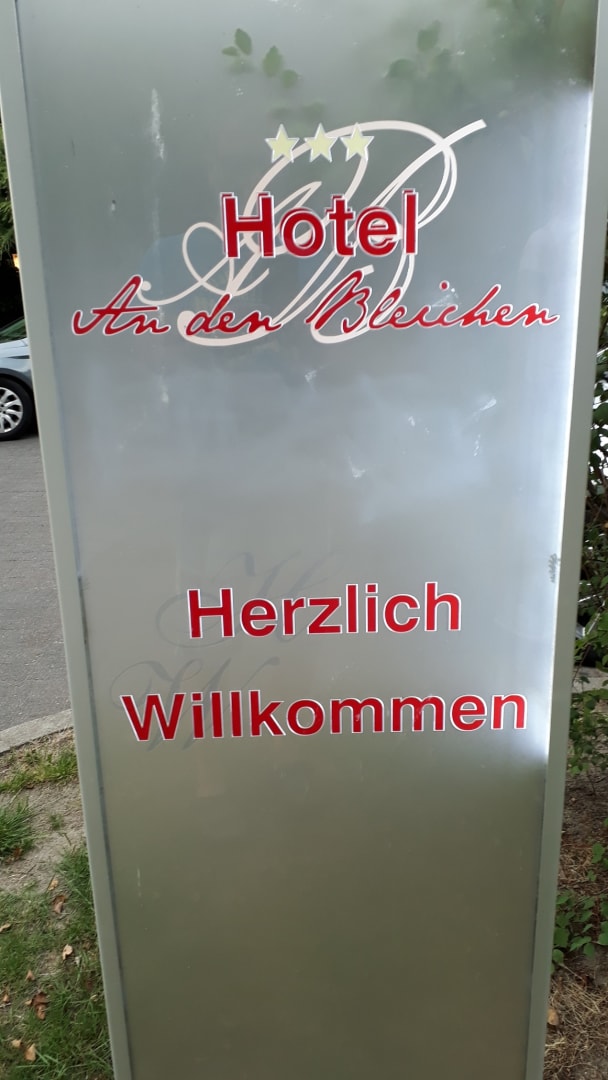 Hotel
An den Bleichen
Herzlich
Willkommen